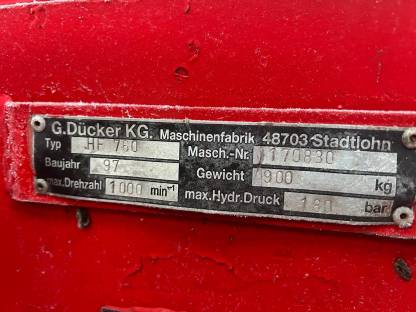 G.Dücker KG. Maschinenfabrik 48703 Stadtlohn
Typ HF 760 Masch.-Nr. 170830
Baujahr 97 Gewicht 900 kg
max.Drehzahl 1000 min⁻¹ max.Hydr.Druck 180 bar